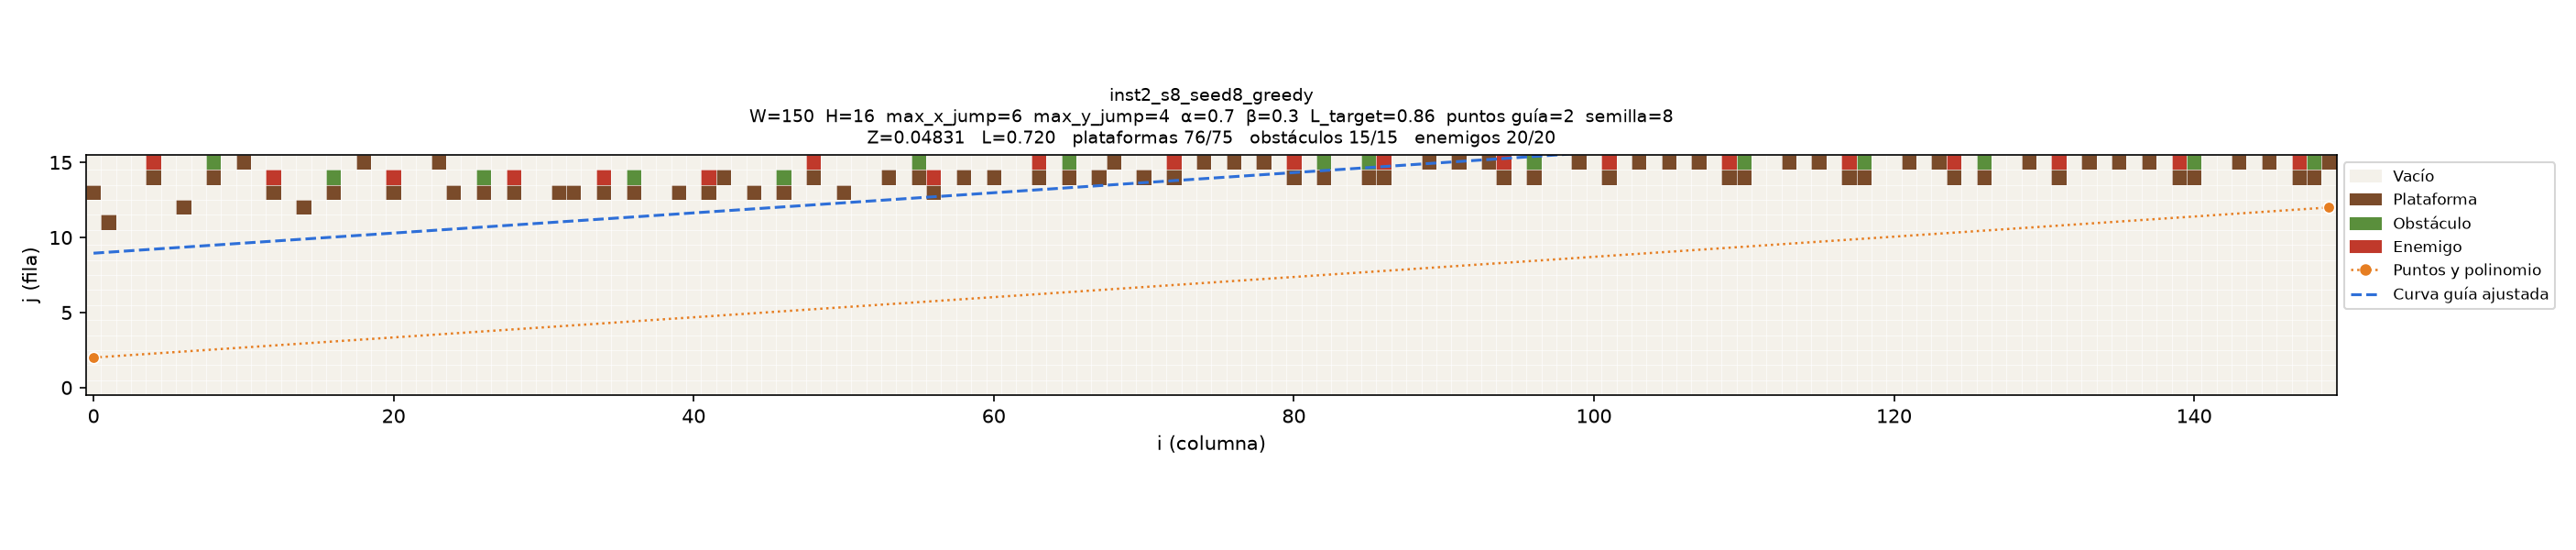 inst2_s8_seed8_greedy
W=150 H=16 max_x_jump=6 max_y_jump=4 α=0.7 β=0.3 L_target=0.86 puntos guía=2 semilla=8
Z=0.04831 L=0.720 plataformas 76/75 obstáculos 15/15 enemigos 20/20
15
10
5
0
j (fila)
0 20 40 60 80 100 120 140
i (columna)
Vacío
Plataforma
Obstáculo
Enemigo
Puntos y polinomio
Curva guía ajustada